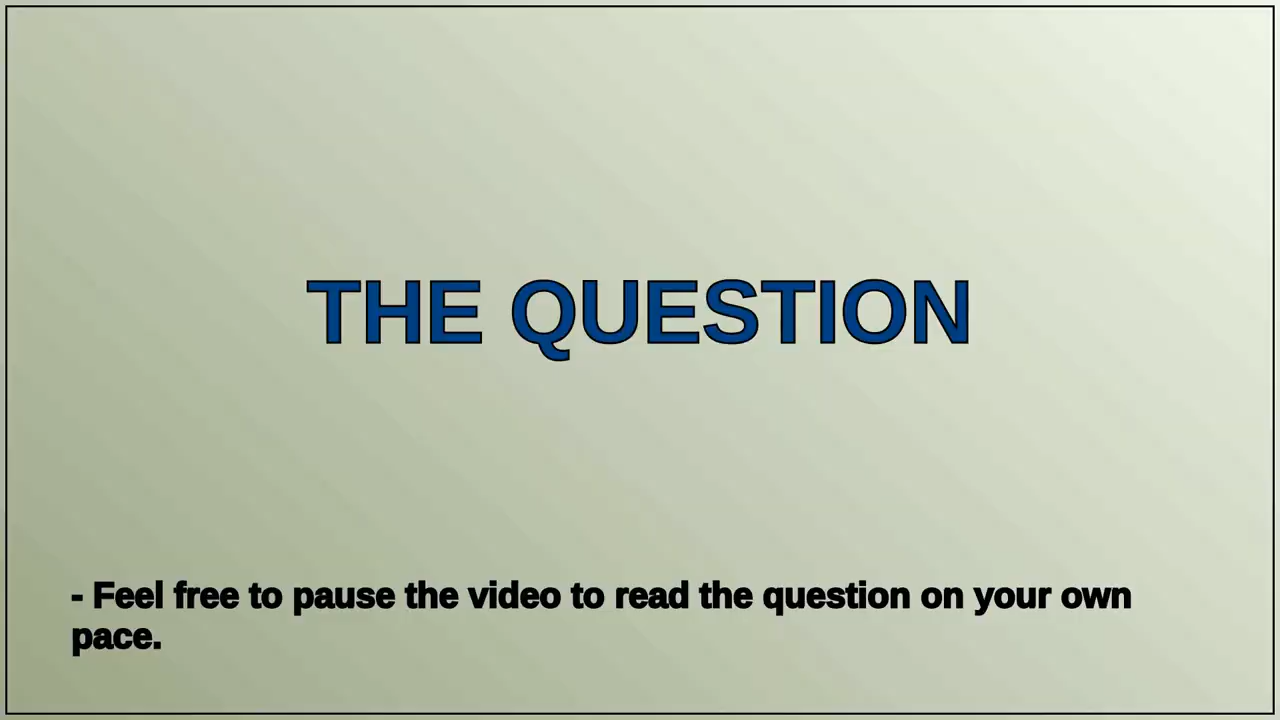 THE QUESTION
- Feel free to pause the video to read the question on your own
pace.